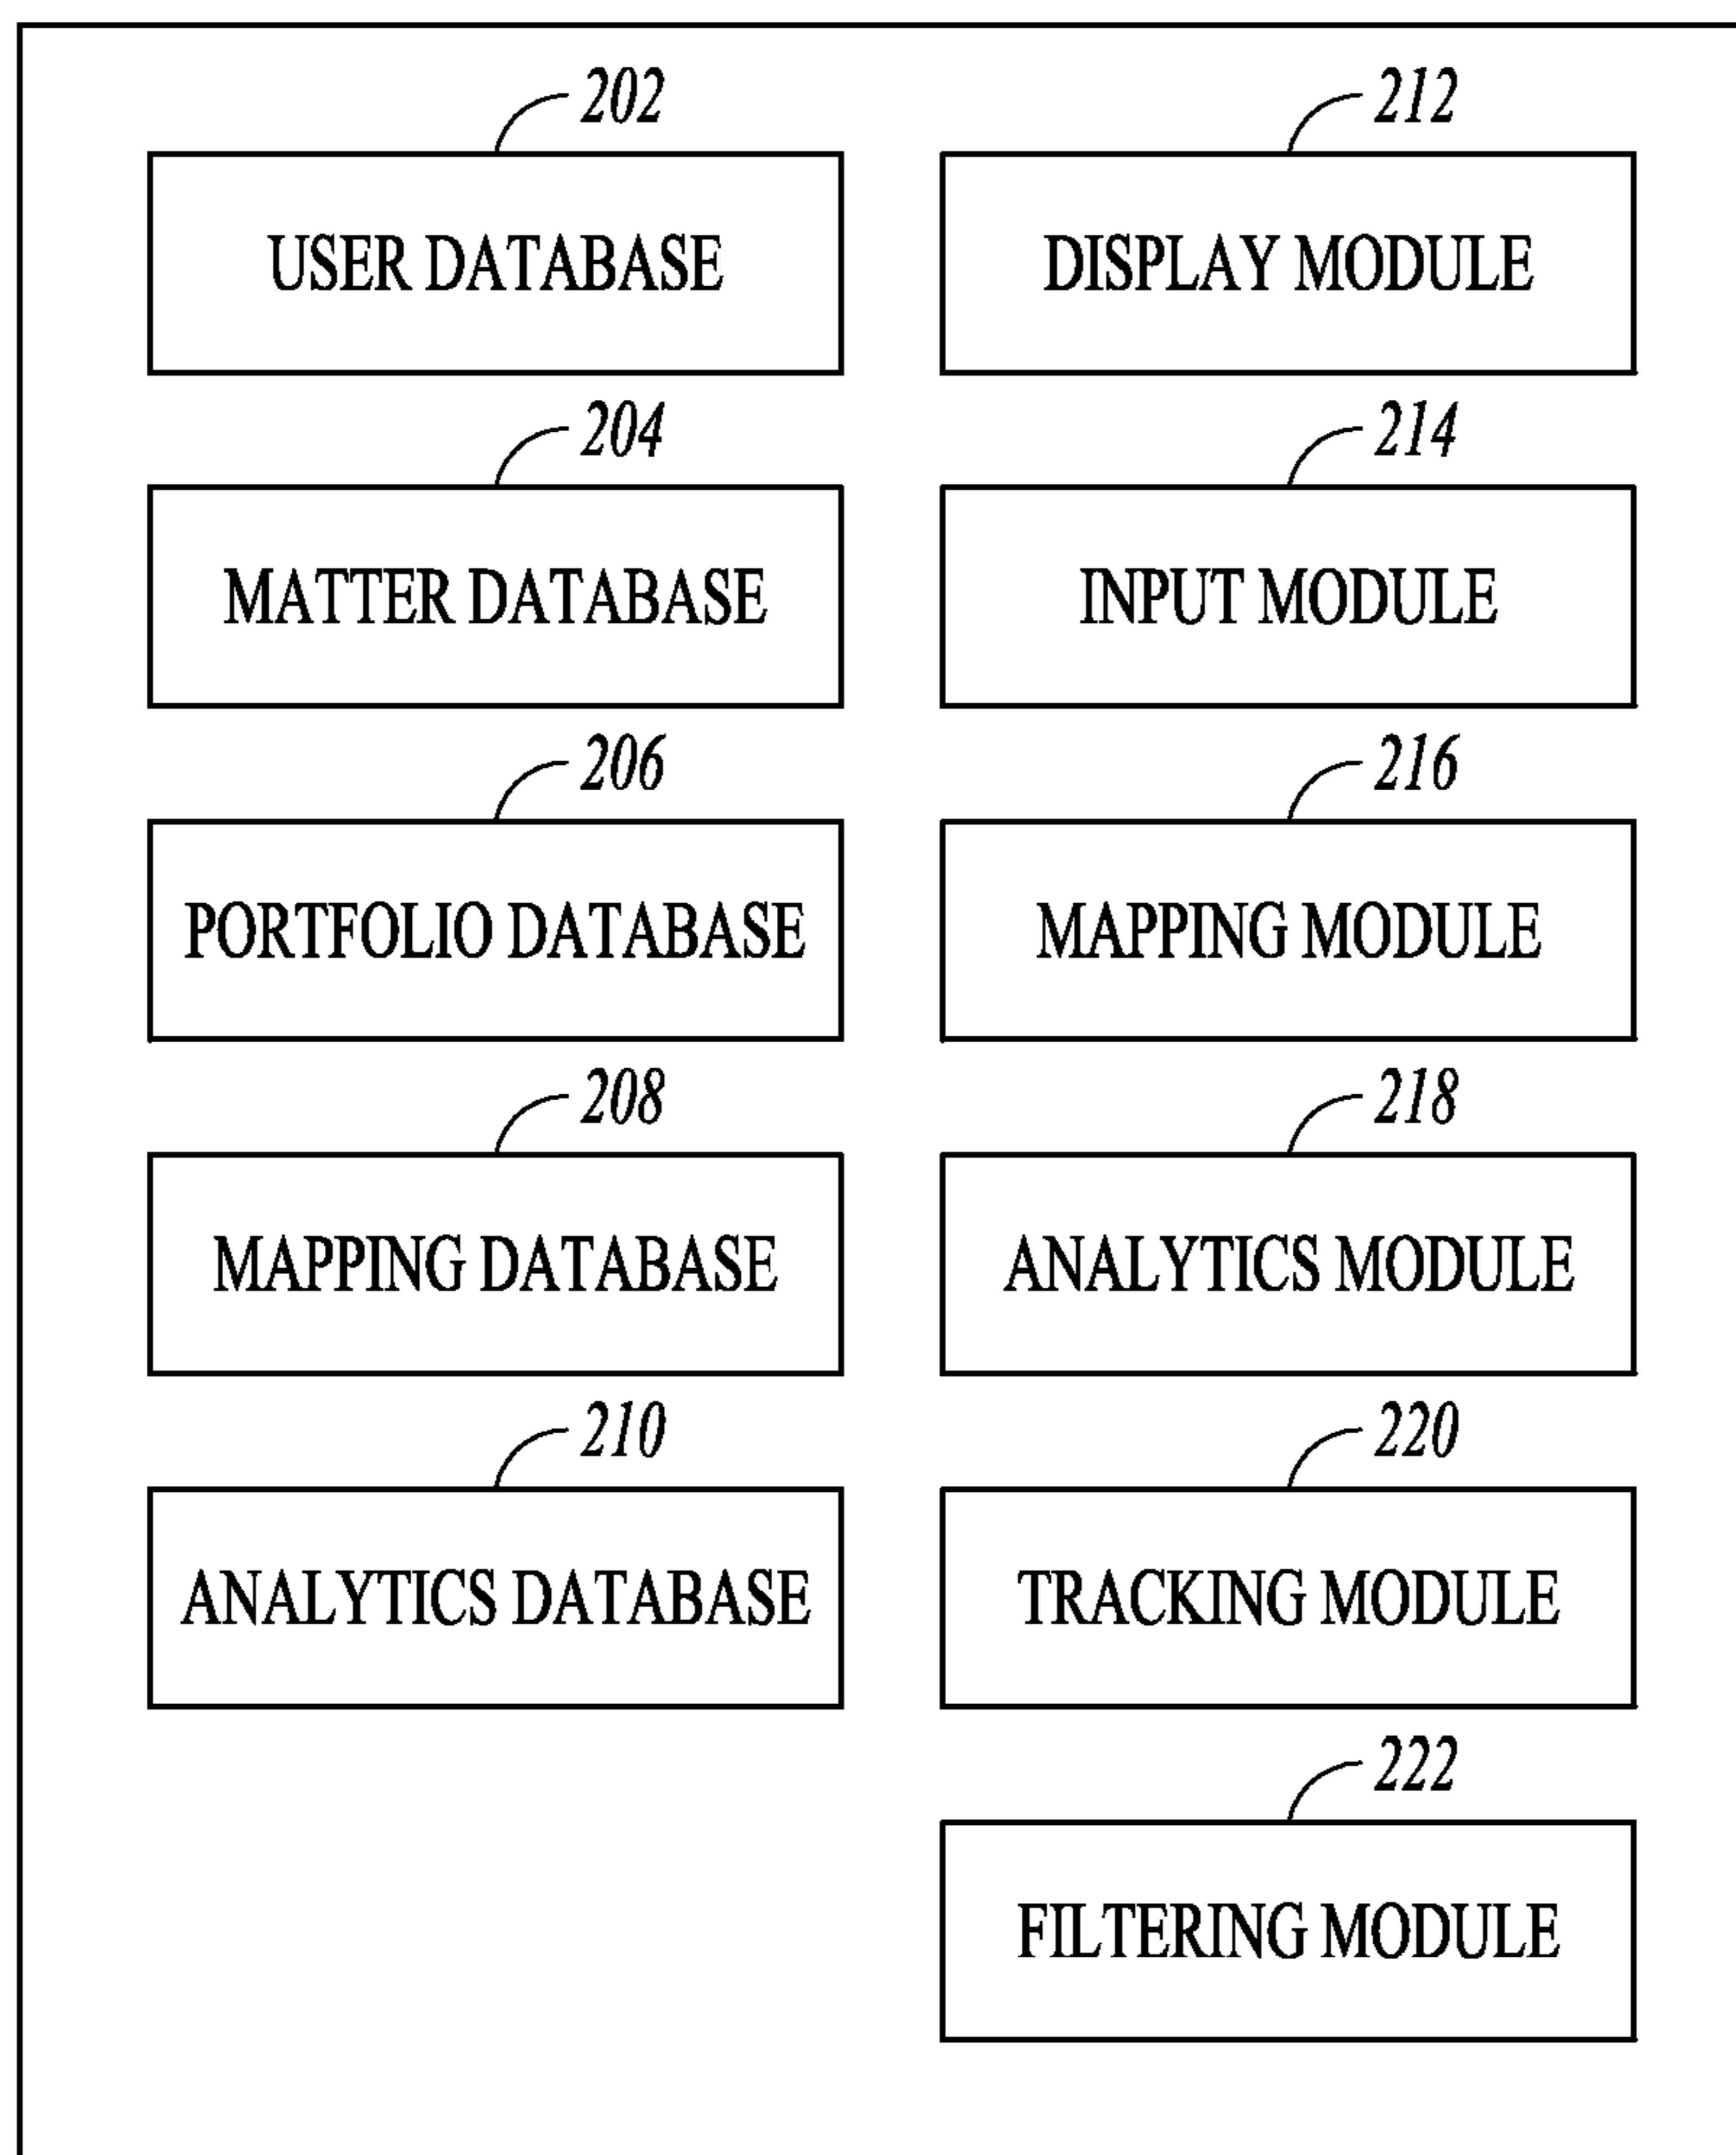 202
USER DATABASE
212
DISPLAY MODULE
204
MATTER DATABASE
214
INPUT MODULE
206
PORTFOLIO DATABASE
216
MAPPING MODULE
208
MAPPING DATABASE
218
ANALYTICS MODULE
210
ANALYTICS DATABASE
220
TRACKING MODULE
222
FILTERING MODULE